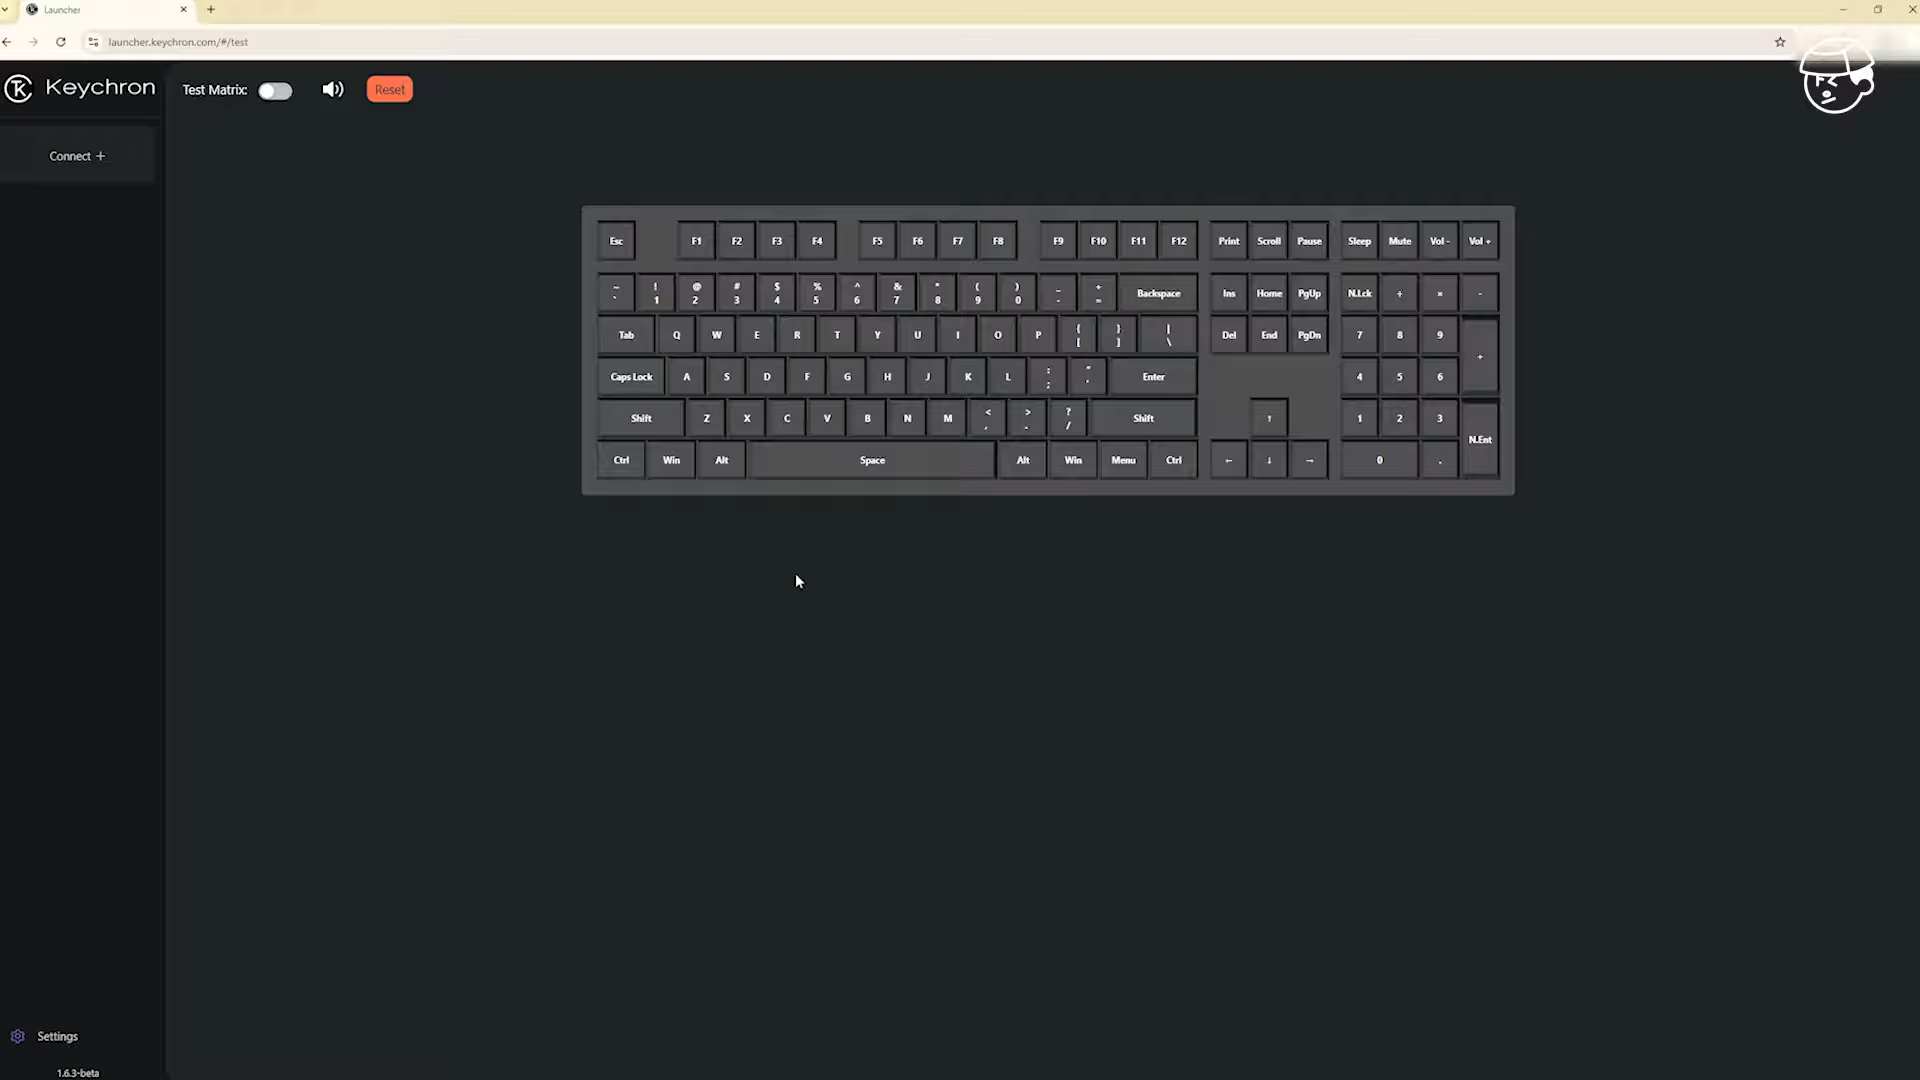 Launcher
launcher.keychron.com/#/test
Keychron
Test Matrix:
Reset
Connect +
Esc F1 F2 F3 F4 F5 F6 F7 F8 F9 F10 F11 F12 Print Scroll Pause Sleep Mute Vol - Vol +
~ ! @ # $ % ^ & * ( ) _ +
` 1 2 3 4 5 6 7 8 9 0 - = Backspace Ins Home PgUp N.Lck ÷ × -
Tab Q W E R T Y U I O P { } | Del End PgDn 7 8 9 +
[ ] \
Caps Lock A S D F G H J K L : " Enter 4 5 6
; '
Shift Z X C V B N M < > ? Shift ↑ 1 2 3 N.Ent
, . /
Ctrl Win Alt Space Alt Win Menu Ctrl ← ↓ → 0 .
Settings
1.6.3-beta